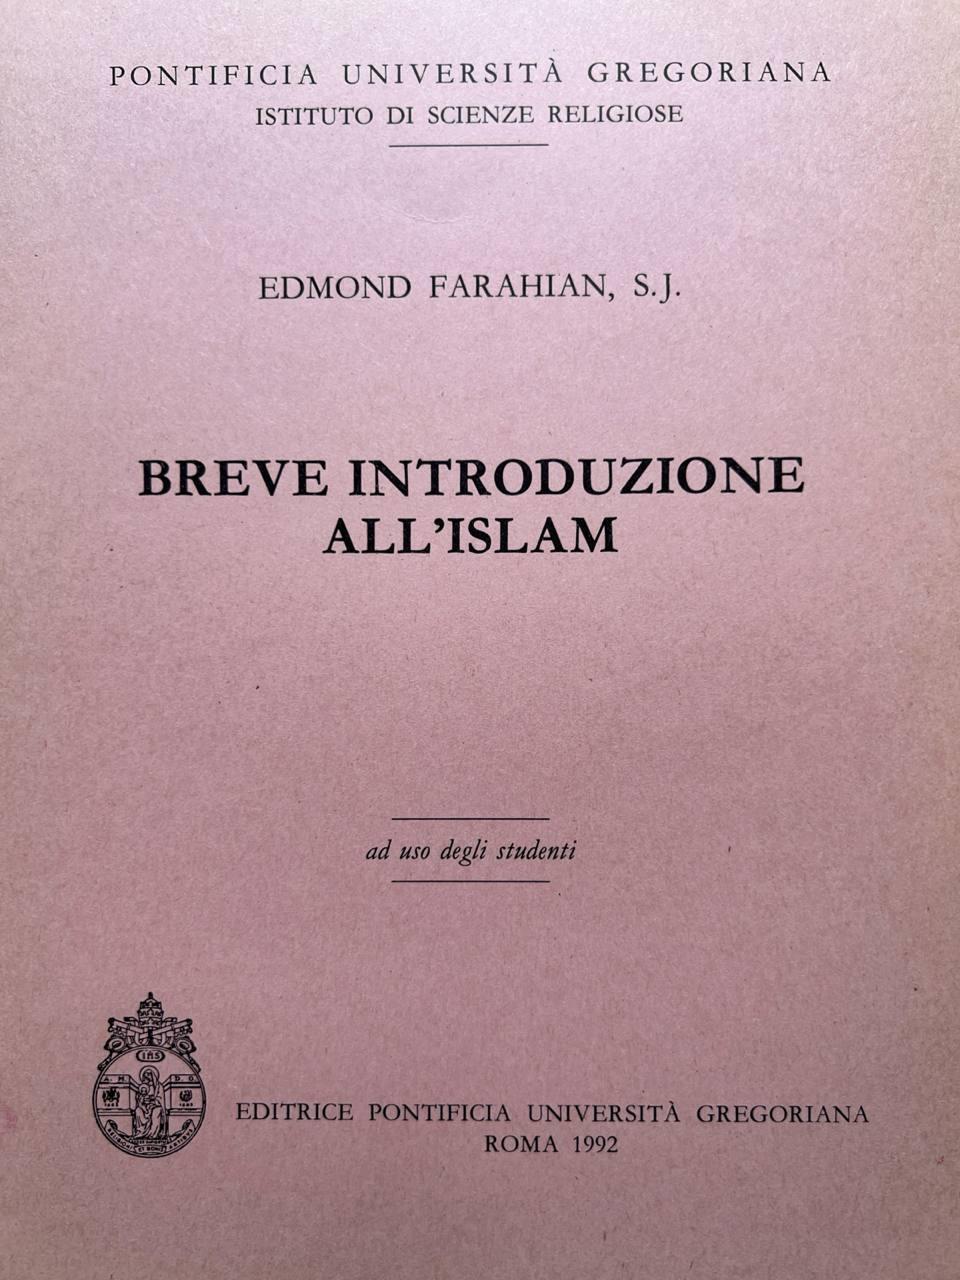 PONTIFICIA UNIVERSITÀ GREGORIANA
ISTITUTO DI SCIENZE RELIGIOSE
EDMOND FARAHIAN, S.J.
BREVE INTRODUZIONE
ALL'ISLAM
ad uso degli studenti
IHS
A. M. D. G.
EDITRICE PONTIFICIA UNIVERSITÀ GREGORIANA
ROMA 1992